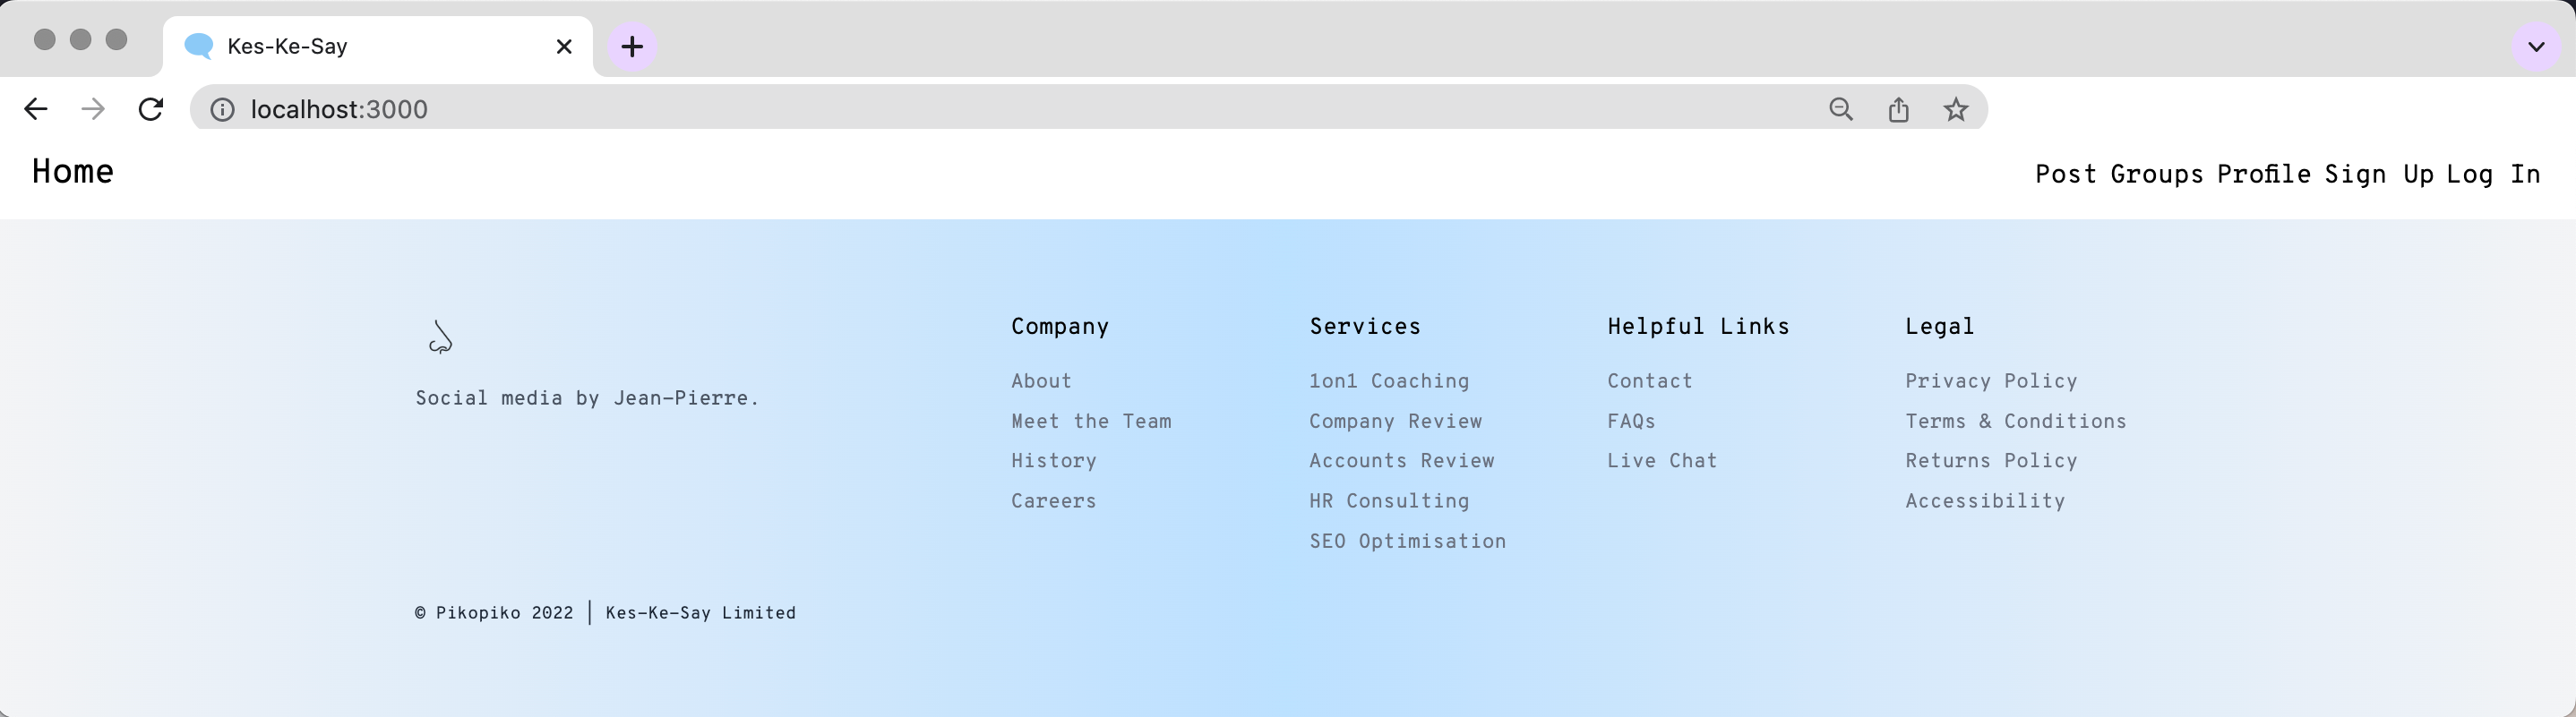 Kes-Ke-Say
localhost:3000
Home
Post Groups Profile Sign Up Log In
Social media by Jean-Pierre.
Company
About
Meet the Team
History
Careers
Services
1on1 Coaching
Company Review
Accounts Review
HR Consulting
SEO Optimisation
Helpful Links
Contact
FAQs
Live Chat
Legal
Privacy Policy
Terms & Conditions
Returns Policy
Accessibility
© Pikopiko 2022 | Kes-Ke-Say Limited